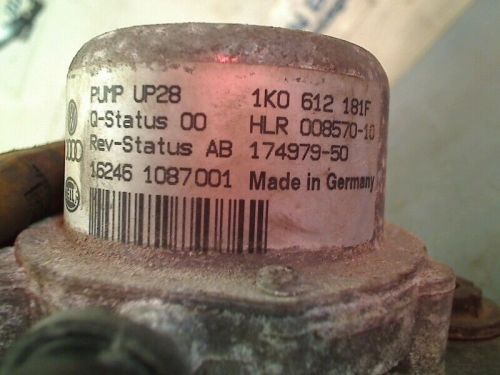 PUMP UP28 1K0 612 181F
Q-Status 00 HLR 008570-10
Rev-Status AB 174979-50
16246 1087001 Made in Germany